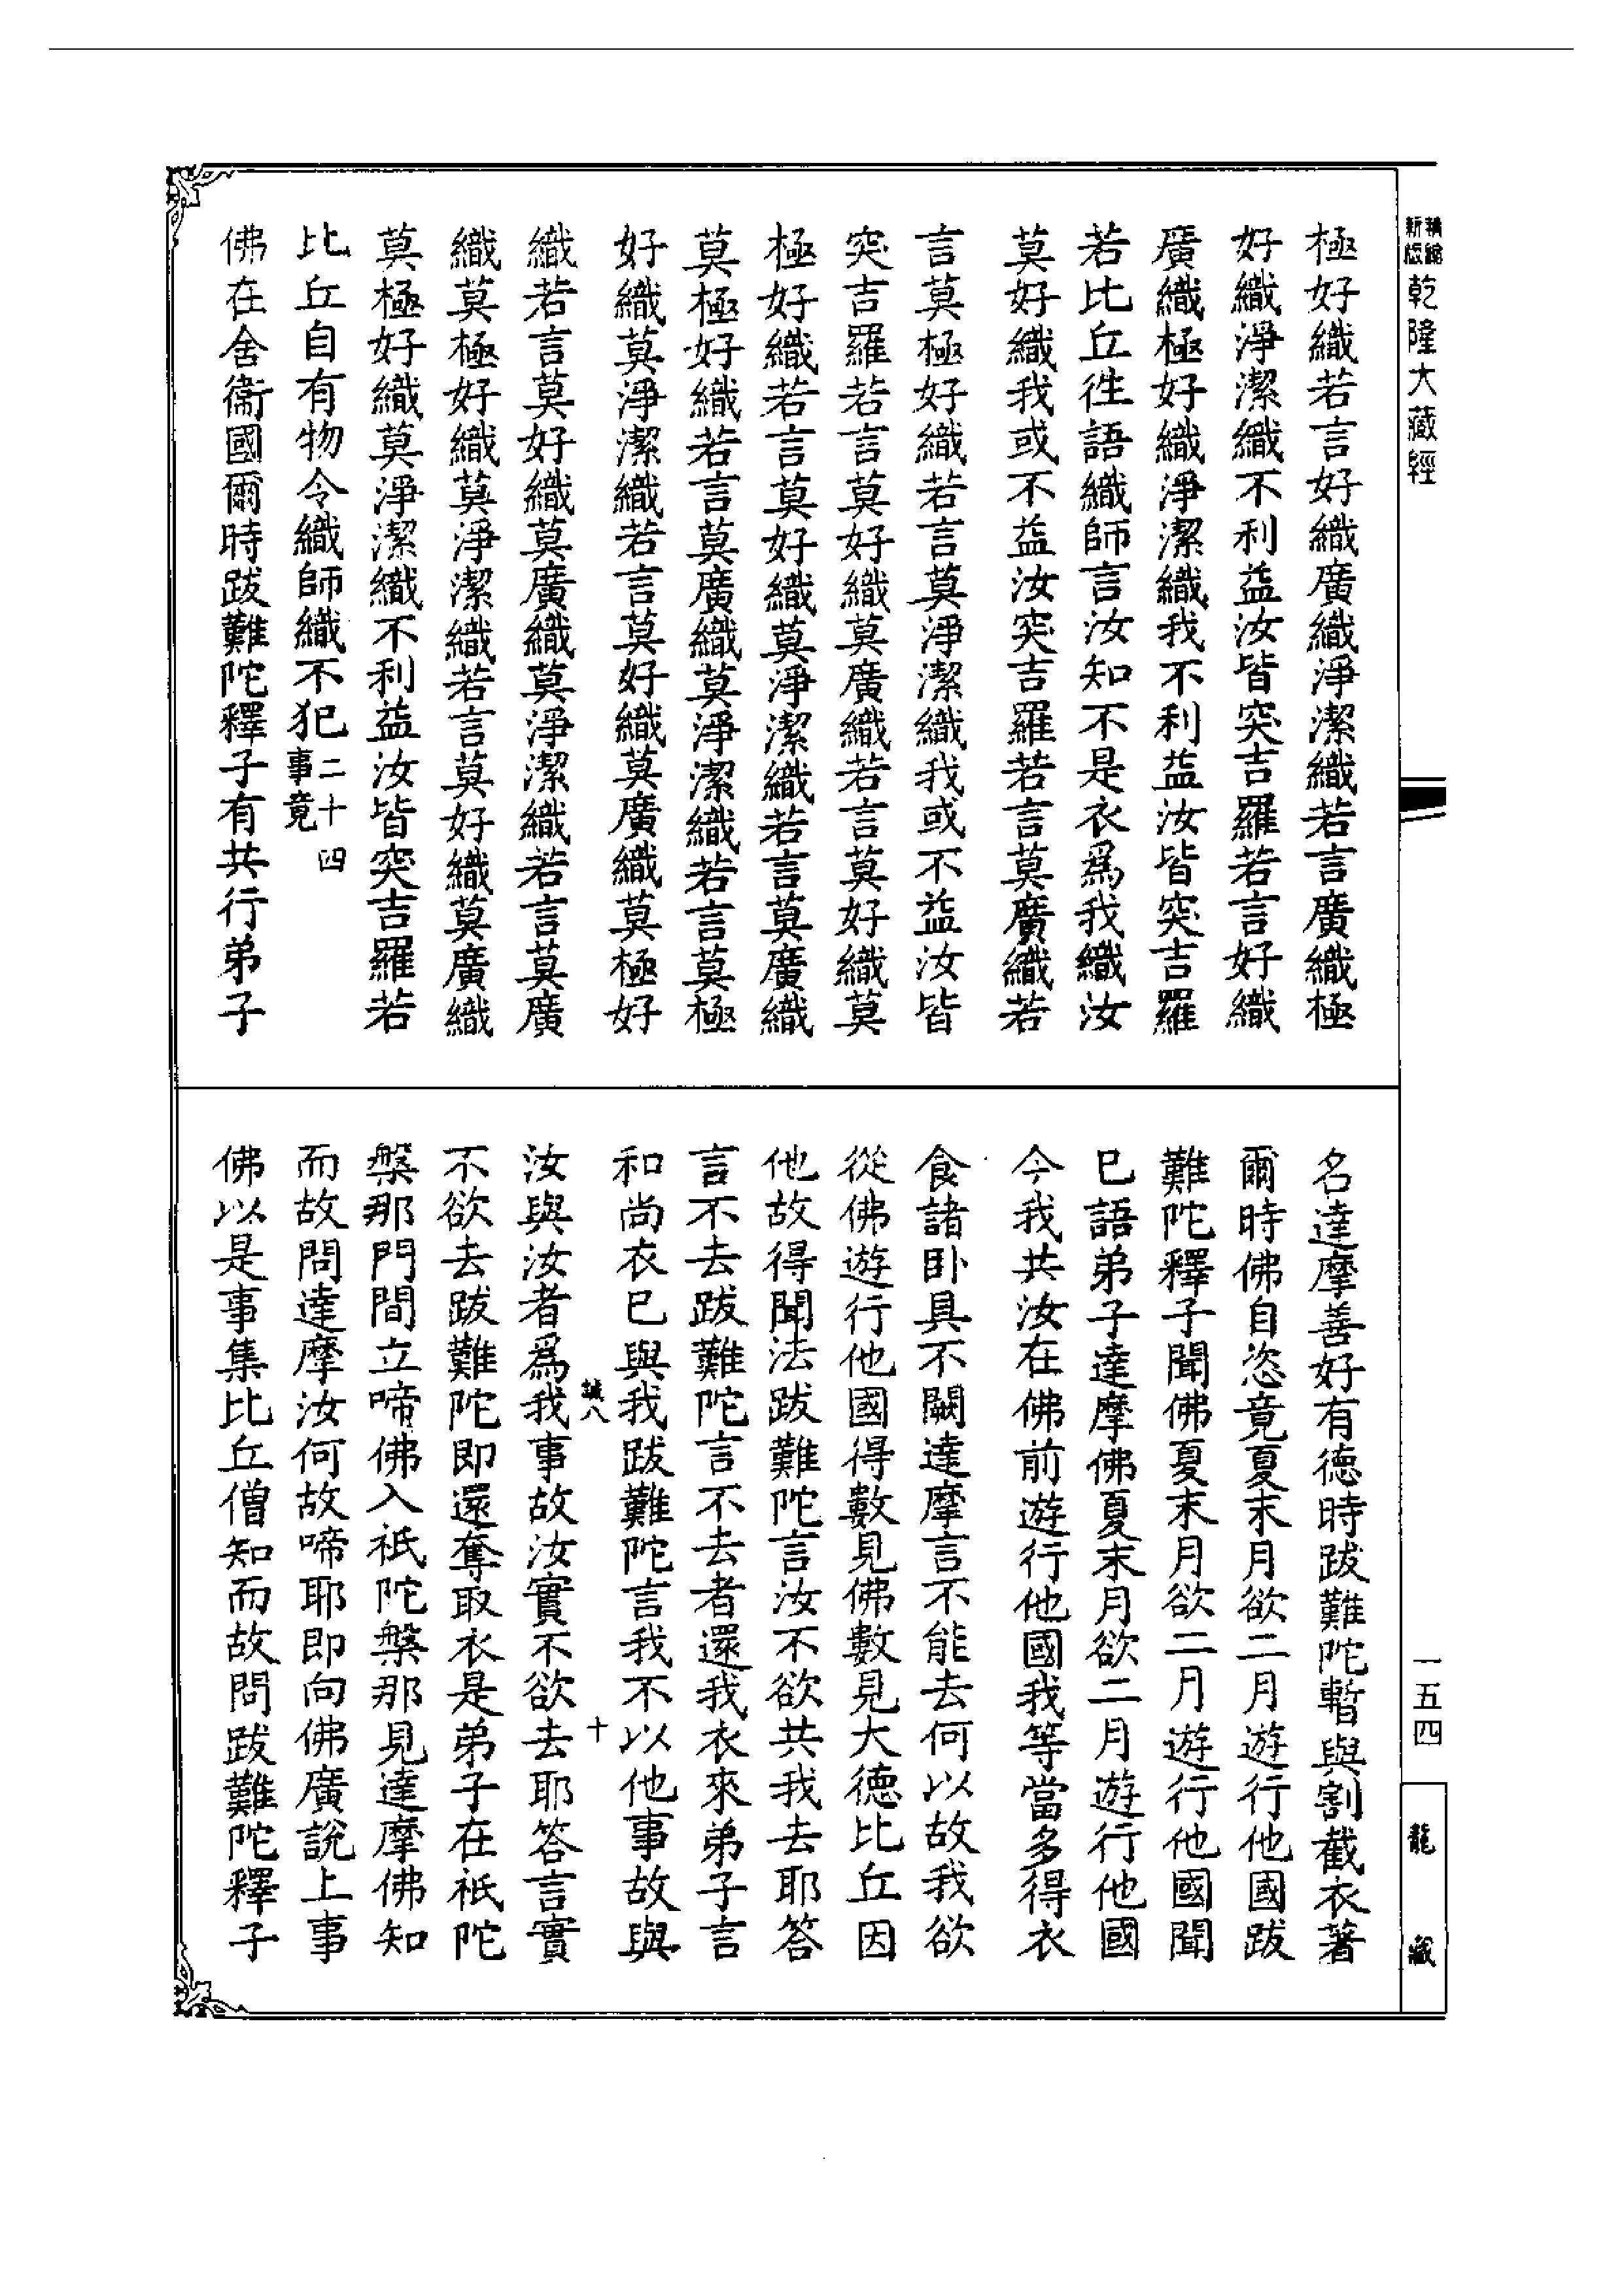 新編縮版乾隆大藏經
極好織若言好織廣織淨潔織若言廣織極
好織淨潔織不利益汝皆突吉羅若言好織
廣織極好織淨潔織我不利益汝皆突吉羅
若比丘徃語織師言汝知不是衣爲我織汝
莫好織我或不益汝突吉羅若言莫廣織若
言莫極好織若言莫淨潔織我或不益汝皆
突吉羅若言莫好織莫廣織若言莫好織莫
極好織若言莫好織莫淨潔織若言莫廣織
莫極好織若言莫廣織莫淨潔織若言莫極
好織莫淨潔織若言莫好織莫廣織莫極好
織若言莫好織莫廣織莫淨潔織若言莫廣
織莫極好織莫淨潔織若言莫好織莫廣織
莫極好織莫淨潔織不利益汝皆突吉羅若
比丘自有物令織師織不犯二十四事竟
佛在舍衞國爾時跋難陀釋子有共行弟子
名達摩善好有德時跋難陀暫與割截衣著
爾時佛自恣竟夏末月欲二月遊行他國跋
難陀釋子聞佛夏末月欲二月遊行他國聞
巳語弟子達摩佛夏末月欲二月遊行他國
今我共汝在佛前遊行他國我等當多得衣
食諸卧具不闕達摩言不能去何以故我欲
從佛遊行他國得數見佛數見大德比丘因
他故得聞法跋難陀言汝不欲共我去耶答
言不去跋難陀言不去者還我衣來弟子言
和尚衣巳與我跋難陀言我不以他事故與
誠八 十
汝與汝者爲我事故汝實不欲去耶答言實
不欲去跋難陀即還奪取衣是弟子在祇陀
槃那門間立啼佛入祇陀槃那見達摩佛知
而故問達摩汝何故啼耶即向佛廣說上事
佛以是事集比丘僧知而故問跋難陀釋子
一五四
龍藏